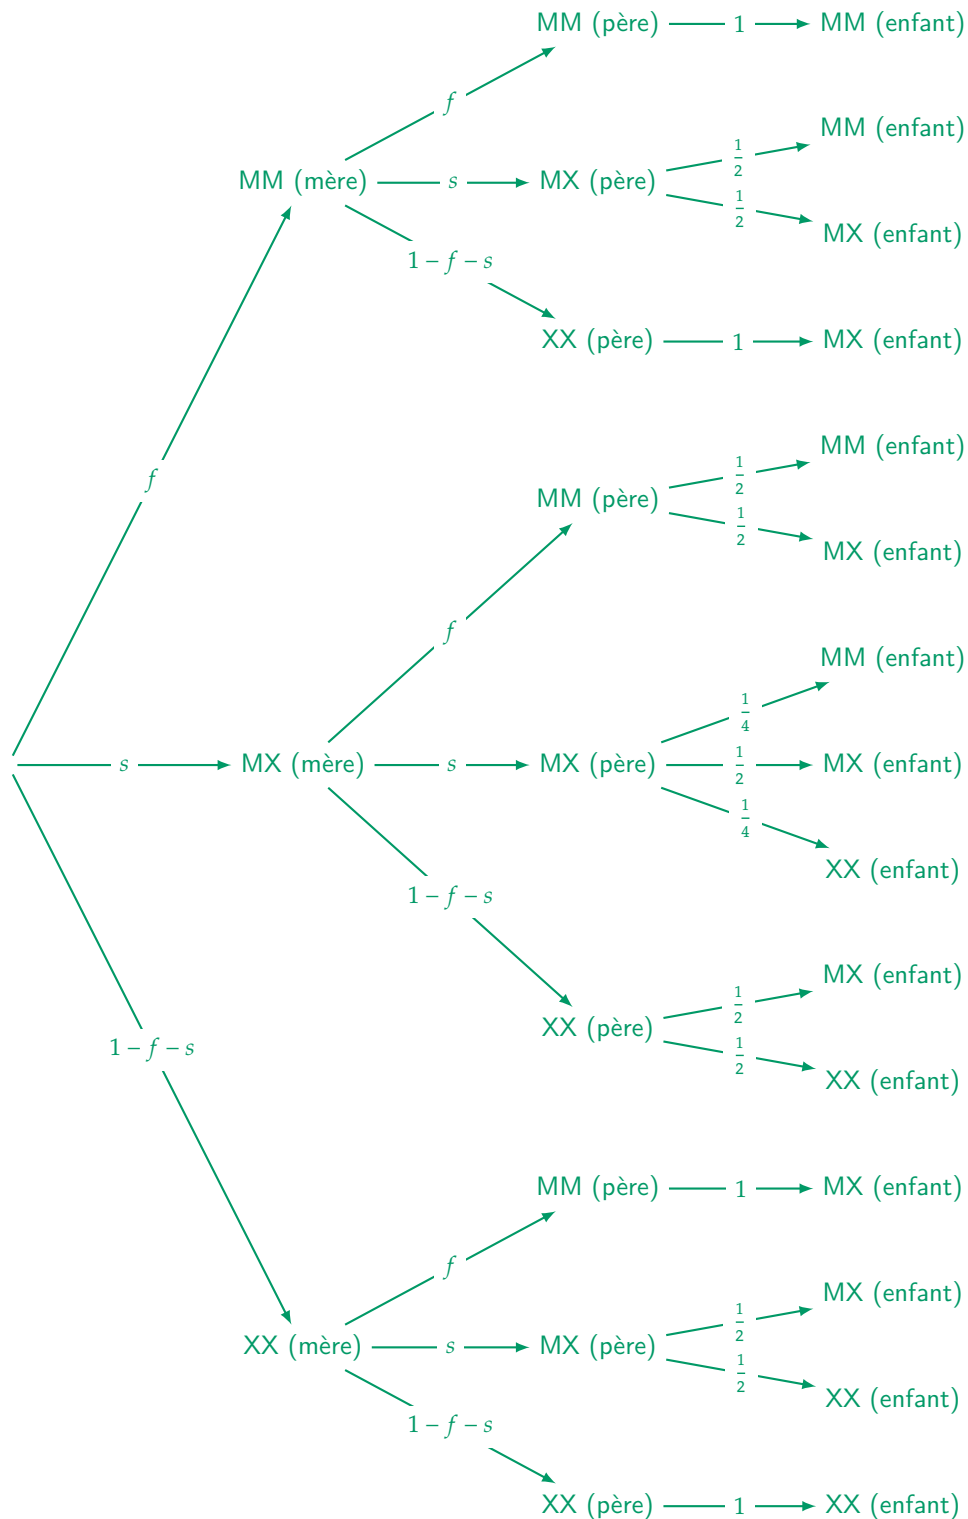 MM (père) 1 MM (enfant)
f
MM (enfant)
1/2
MM (mère) s MX (père)
1/2
MX (enfant)
1 − f − s
XX (père) 1 MX (enfant)
MM (enfant)
1/2
f
MM (père)
1/2
MX (enfant)
f
MM (enfant)
1/4
s MX (mère) s MX (père) 1/2 MX (enfant)
1/4
XX (enfant)
1 − f − s
MX (enfant)
1/2
XX (père)
1 − f − s
1/2
XX (enfant)
MM (père) 1 MX (enfant)
f
MX (enfant)
1/2
XX (mère) s MX (père)
1/2
XX (enfant)
1 − f − s
XX (père) 1 XX (enfant)